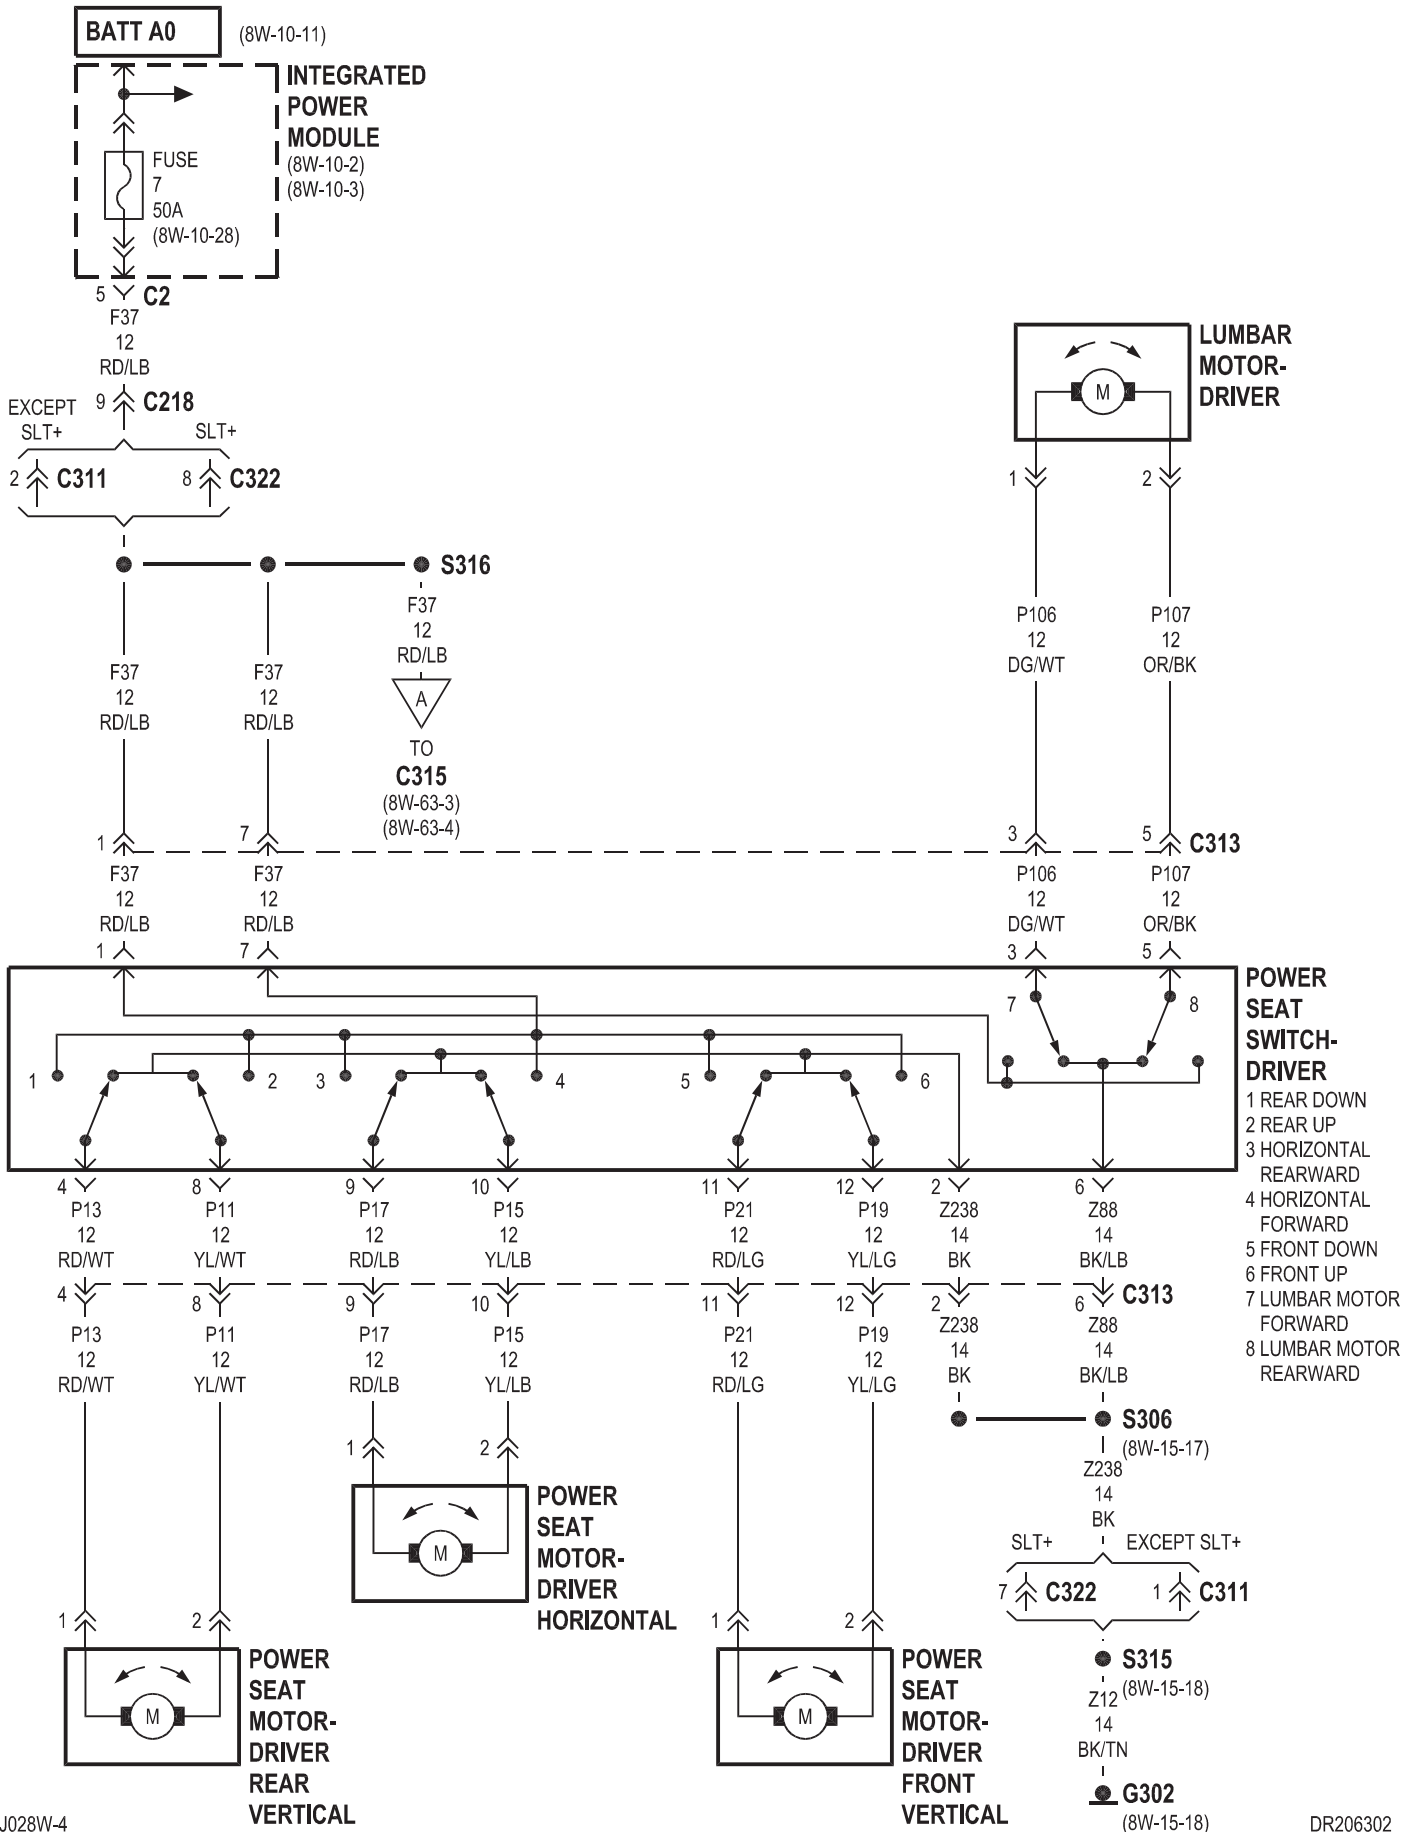 BATT A0
(8W-10-11)
INTEGRATED
POWER
MODULE
(8W-10-2)
(8W-10-3)
FUSE
7
50A
(8W-10-28)
5
C2
F37
12
RD/LB
9
C218
EXCEPT
SLT+
SLT+
2
C311
8
C322
S316
F37
12
RD/LB
A
TO
C315
(8W-63-3)
(8W-63-4)
F37
12
RD/LB
F37
12
RD/LB
LUMBAR
MOTOR-
DRIVER
M
1
2
P106
12
DG/WT
P107
12
OR/BK
1
7
3
5
C313
F37
12
RD/LB
F37
12
RD/LB
P106
12
DG/WT
P107
12
OR/BK
1
7
3
5
7
8
1
2
3
4
5
6
POWER
SEAT
SWITCH-
DRIVER
1 REAR DOWN
2 REAR UP
3 HORIZONTAL
REARWARD
4 HORIZONTAL
FORWARD
5 FRONT DOWN
6 FRONT UP
7 LUMBAR MOTOR
FORWARD
8 LUMBAR MOTOR
REARWARD
4
8
9
10
11
12
2
6
P13
12
RD/WT
P11
12
YL/WT
P17
12
RD/LB
P15
12
YL/LB
P21
12
RD/LG
P19
12
YL/LG
Z238
14
BK
Z88
14
BK/LB
4
8
9
10
11
12
2
6
C313
P13
12
RD/WT
P11
12
YL/WT
P17
12
RD/LB
P15
12
YL/LB
P21
12
RD/LG
P19
12
YL/LG
Z238
14
BK
Z88
14
BK/LB
S306
(8W-15-17)
1
2
M
POWER
SEAT
MOTOR-
DRIVER
HORIZONTAL
Z238
14
BK
SLT+
EXCEPT SLT+
7
C322
1
C311
1
2
M
POWER
SEAT
MOTOR-
DRIVER
REAR
VERTICAL
1
2
M
POWER
SEAT
MOTOR-
DRIVER
FRONT
VERTICAL
S315
(8W-15-18)
Z12
14
BK/TN
G302
(8W-15-18)
J028W-4
DR206302